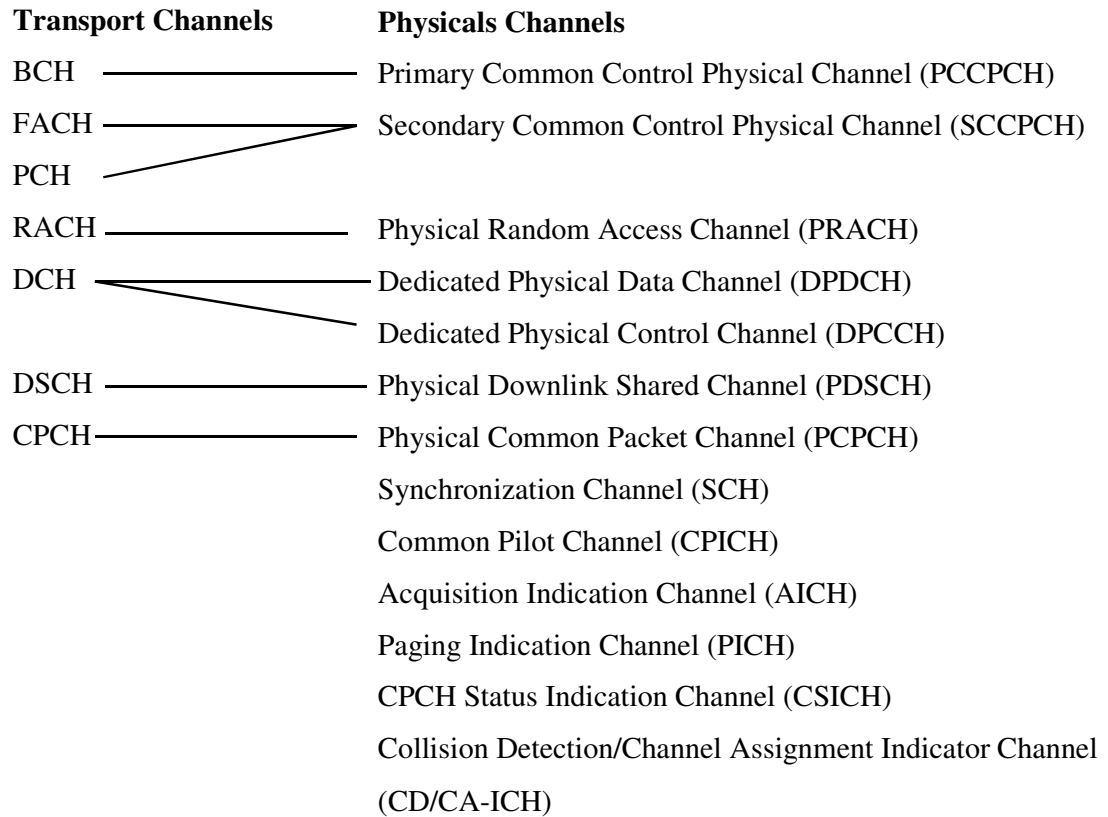 Transport Channels Physicals Channels
BCH Primary Common Control Physical Channel (PCCPCH)
FACH Secondary Common Control Physical Channel (SCCPCH)
PCH
RACH Physical Random Access Channel (PRACH)
DCH Dedicated Physical Data Channel (DPDCH)
Dedicated Physical Control Channel (DPCCH)
DSCH Physical Downlink Shared Channel (PDSCH)
CPCH Physical Common Packet Channel (PCPCH)
Synchronization Channel (SCH)
Common Pilot Channel (CPICH)
Acquisition Indication Channel (AICH)
Paging Indication Channel (PICH)
CPCH Status Indication Channel (CSICH)
Collision Detection/Channel Assignment Indicator Channel
(CD/CA-ICH)